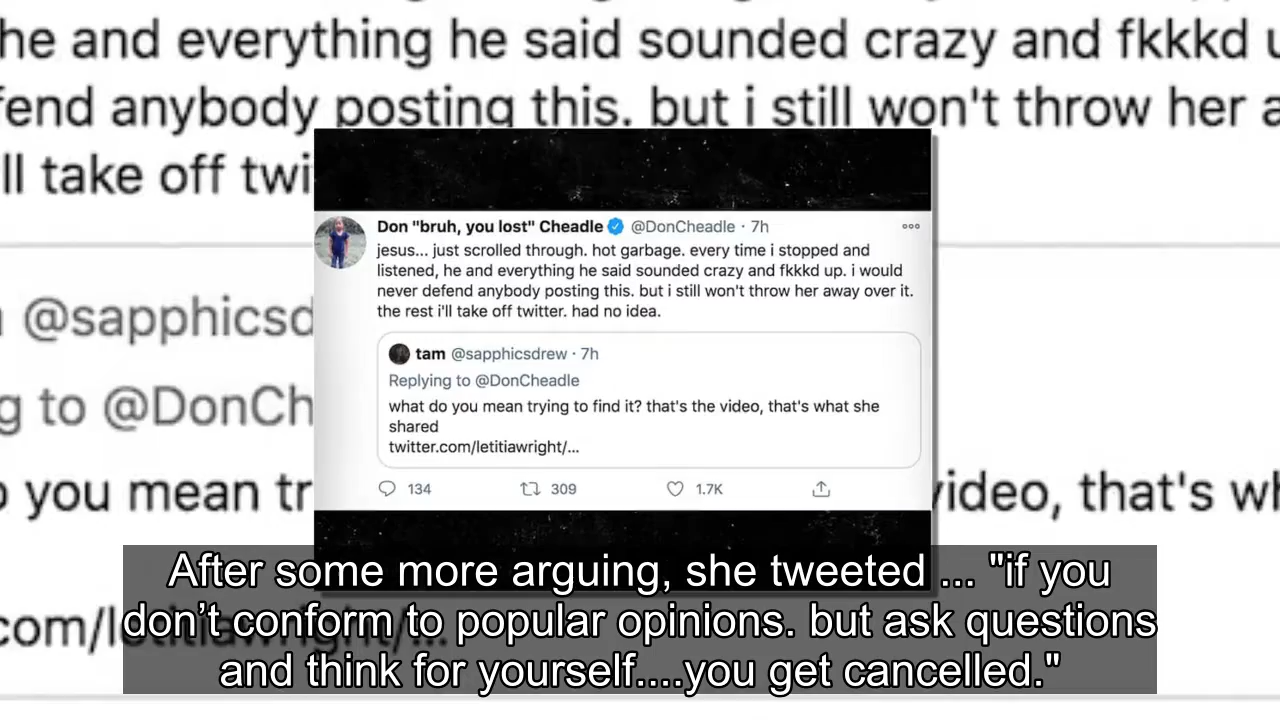 he and everything he said sounded crazy and fkkkd
fend anybody posting this. but i still won't throw her
ll take off
@sapphicsd
g to @DonCh
you mean
video, that's
com/letitiawright/...
Don "bruh, you lost" Cheadle @DonCheadle · 7h
jesus... just scrolled through. hot garbage. every time i stopped and
listened, he and everything he said sounded crazy and fkkkd up. i would
never defend anybody posting this. but i still won't throw her away over it.
the rest i'll take off twitter. had no idea.
tam @sapphicsdrew · 7h
Replying to @DonCheadle
what do you mean trying to find it? that's the video, that's what she
shared
twitter.com/letitiawright/...
134 309 1.7K
After some more arguing, she tweeted ... "if you
don’t conform to popular opinions. but ask questions
and think for yourself....you get cancelled."